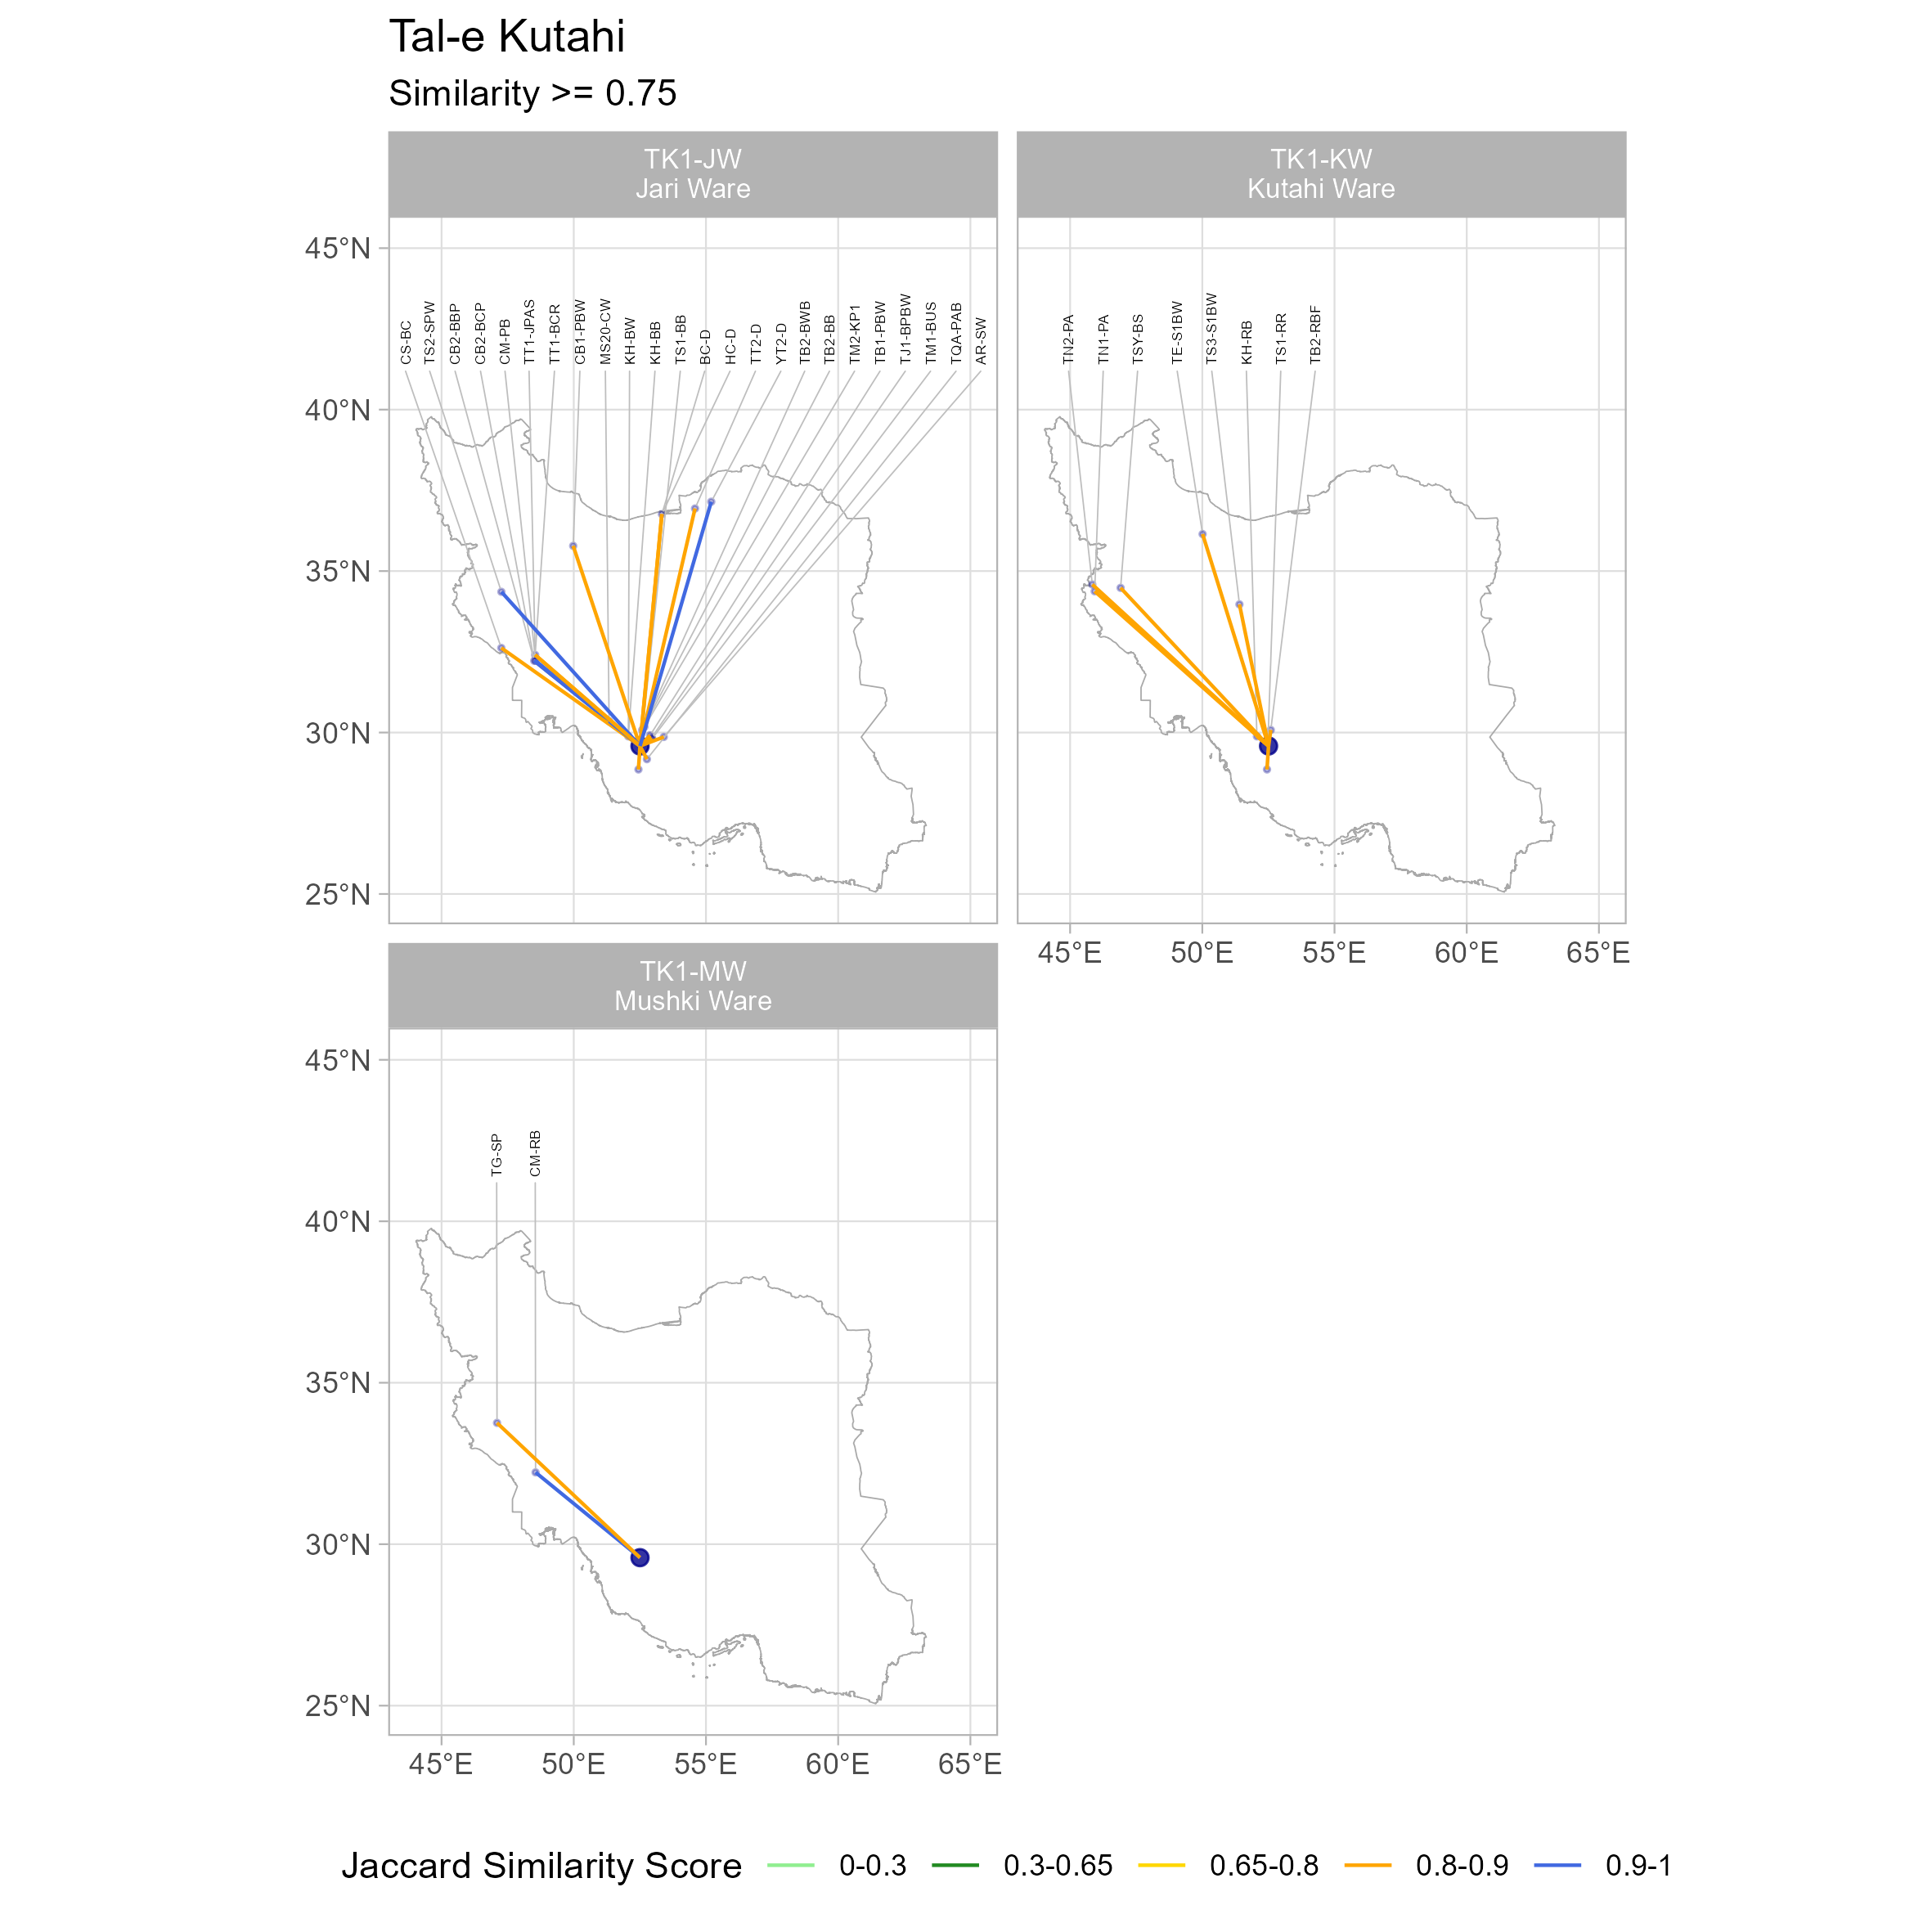 Tal-e Kutahi
Similarity >= 0.75
TK1-JW
Jari Ware
TK1-KW
Kutahi Ware
45°N
40°N
35°N
30°N
25°N
CS-BC
TS2-SPW
CB2-BBP
CB2-BCP
CM-PB
TT1-JPAS
TT1-BCR
CB1-PBW
MS20-CW
KH-BW
KH-BB
TS1-BB
BC-D
HC-D
TT2-D
YT2-D
TB2-BWB
TB2-BB
TM2-KP1
TB1-PBW
TJ1-BPBW
TM1-BUS
TQA-PAB
AR-SW
TN2-PA
TN1-PA
TSY-BS
TE-S1BW
TS3-S1BW
KH-RB
TS1-RR
TB2-RBF
45°E
50°E
55°E
60°E
65°E
TK1-MW
Mushki Ware
45°N
40°N
35°N
30°N
25°N
TG-SP
CM-RB
45°E
50°E
55°E
60°E
65°E
Jaccard Similarity Score 0-0.3 0.3-0.65 0.65-0.8 0.8-0.9 0.9-1